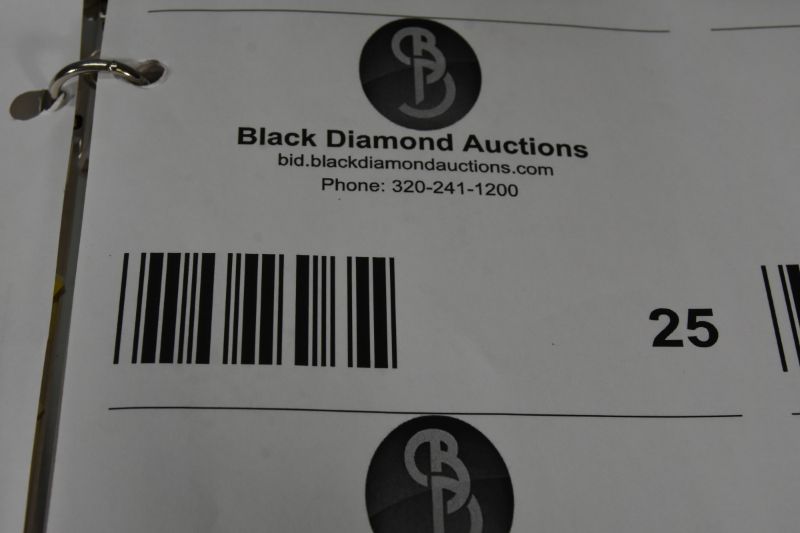 Black Diamond Auctions
bid.blackdiamondauctions.com
Phone: 320-241-1200
25